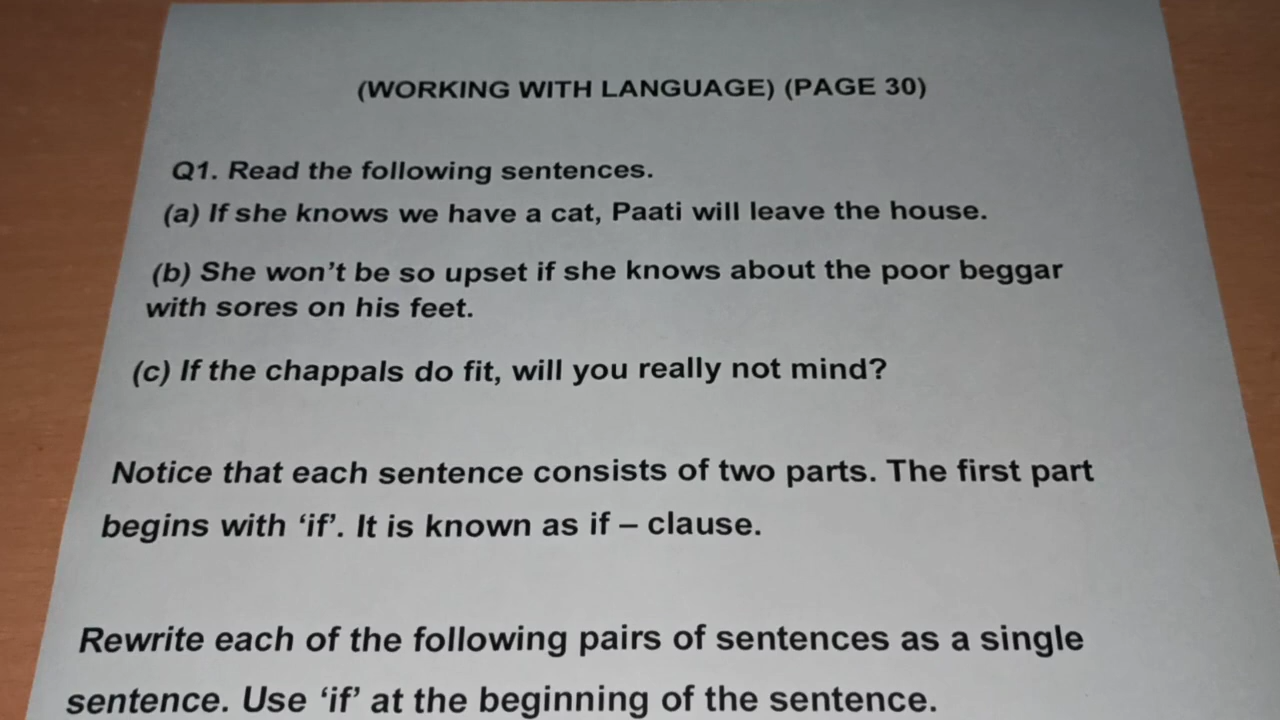 (WORKING WITH LANGUAGE) (PAGE 30)
Q1. Read the following sentences.
(a) If she knows we have a cat, Paati will leave the house.
(b) She won’t be so upset if she knows about the poor beggar
with sores on his feet.
(c) If the chappals do fit, will you really not mind?
Notice that each sentence consists of two parts. The first part
begins with ‘if’. It is known as if – clause.
Rewrite each of the following pairs of sentences as a single
sentence. Use ‘if’ at the beginning of the sentence.